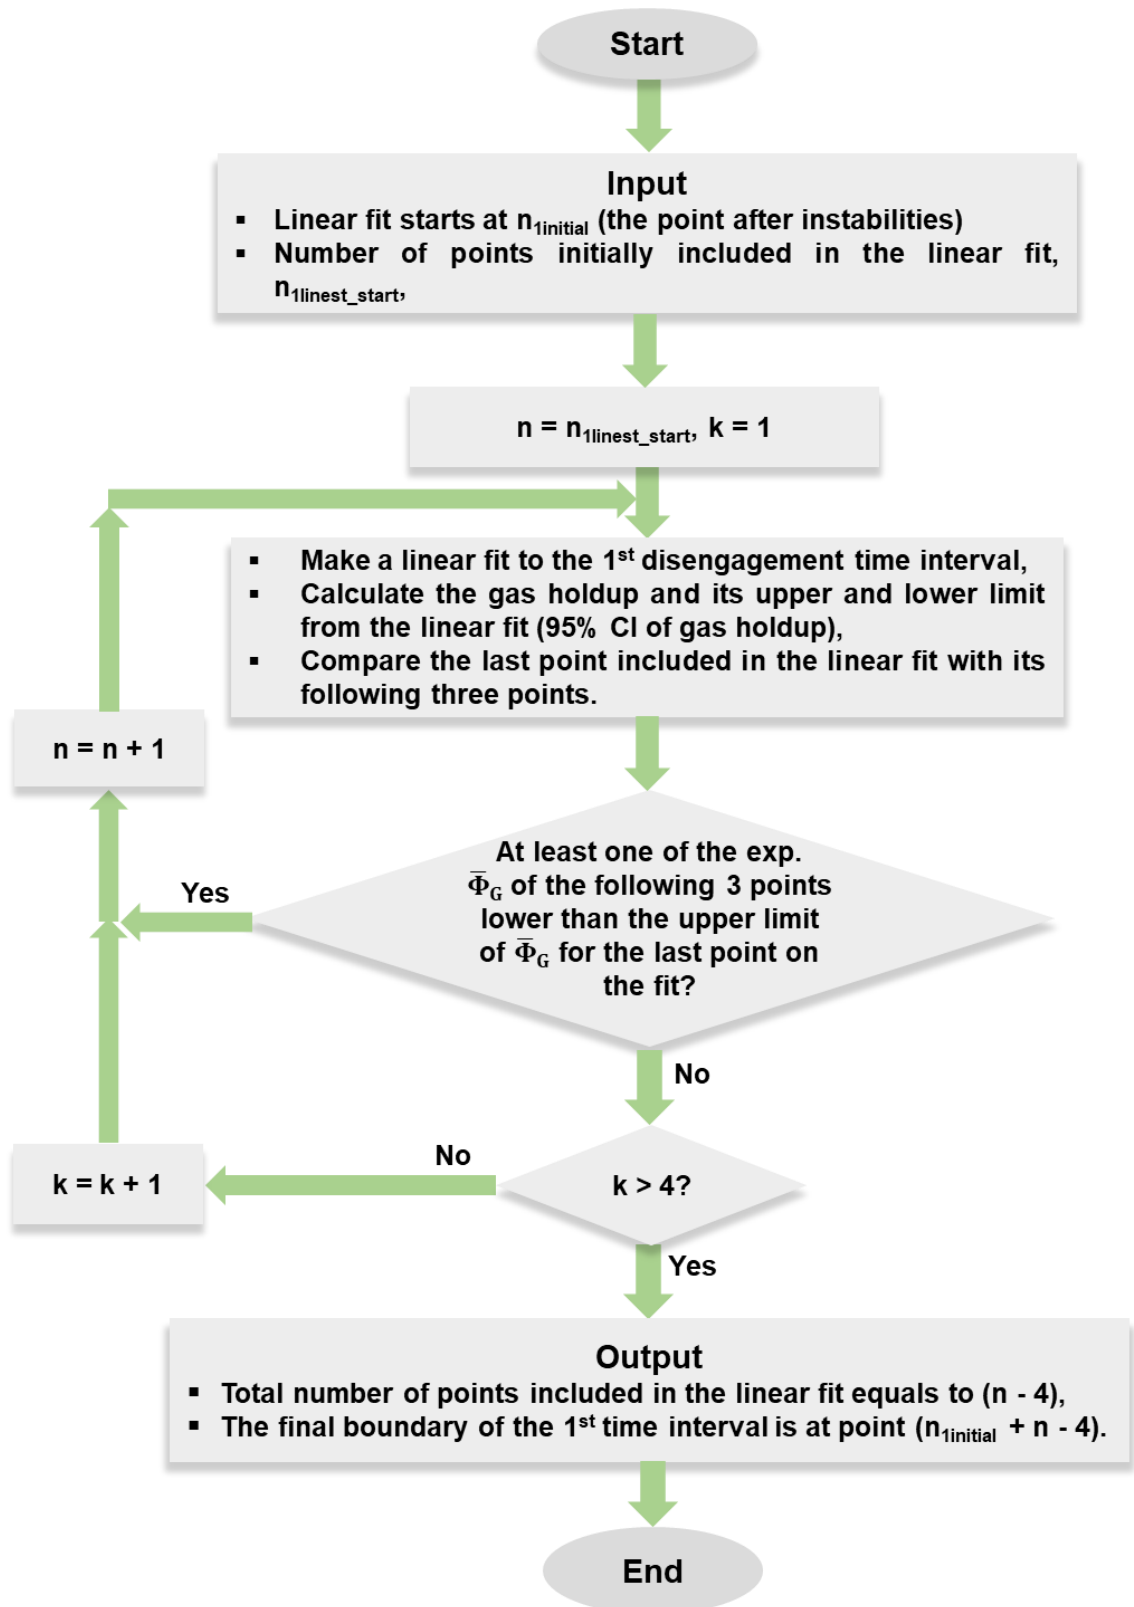 Start
Input
▪ Linear fit starts at n1initial (the point after instabilities)
▪ Number of points initially included in the linear fit,
n1linest_start,
n = n1linest_start, k = 1
▪ Make a linear fit to the 1st disengagement time interval,
▪ Calculate the gas holdup and its upper and lower limit
from the linear fit (95% CI of gas holdup),
▪ Compare the last point included in the linear fit with its
following three points.
n = n + 1
At least one of the exp.
Φ̅G of the following 3 points
lower than the upper limit
of Φ̅G for the last point on
the fit?
Yes
No
k > 4?
No
k = k + 1
Yes
Output
▪ Total number of points included in the linear fit equals to (n - 4),
▪ The final boundary of the 1st time interval is at point (n1initial + n - 4).
End